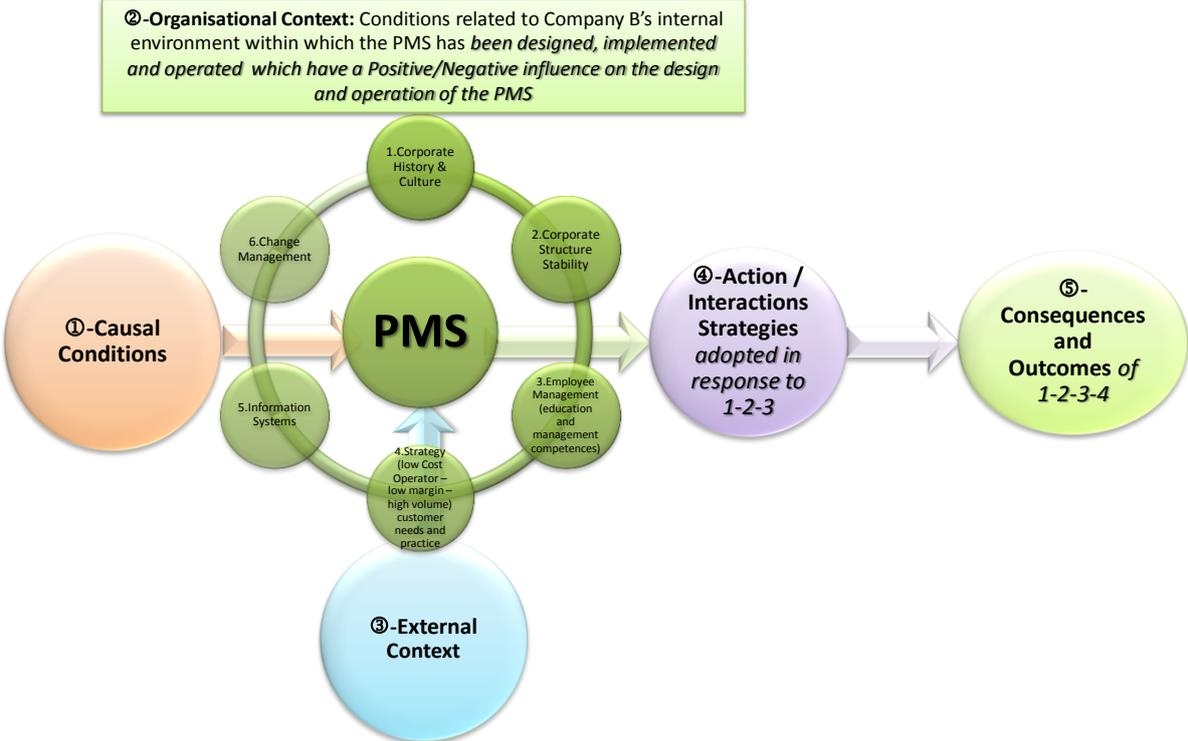 ②-Organisational Context: Conditions related to Company B's internal
environment within which the PMS has been designed, implemented
and operated which have a Positive/Negative influence on the design
and operation of the PMS
1.Corporate
History &
Culture
6.Change
Management
2.Corporate
Structure
Stability
①-Causal
Conditions
PMS
④-Action /
Interactions
Strategies
adopted in
response to
1-2-3
⑤-
Consequences
and
Outcomes of
1-2-3-4
5.Information
Systems
3.Employee
Management
(education
and
management
competences)
4.Strategy
(low Cost
Operator –
low margin –
high volume)
customer
needs and
practice
③-External
Context